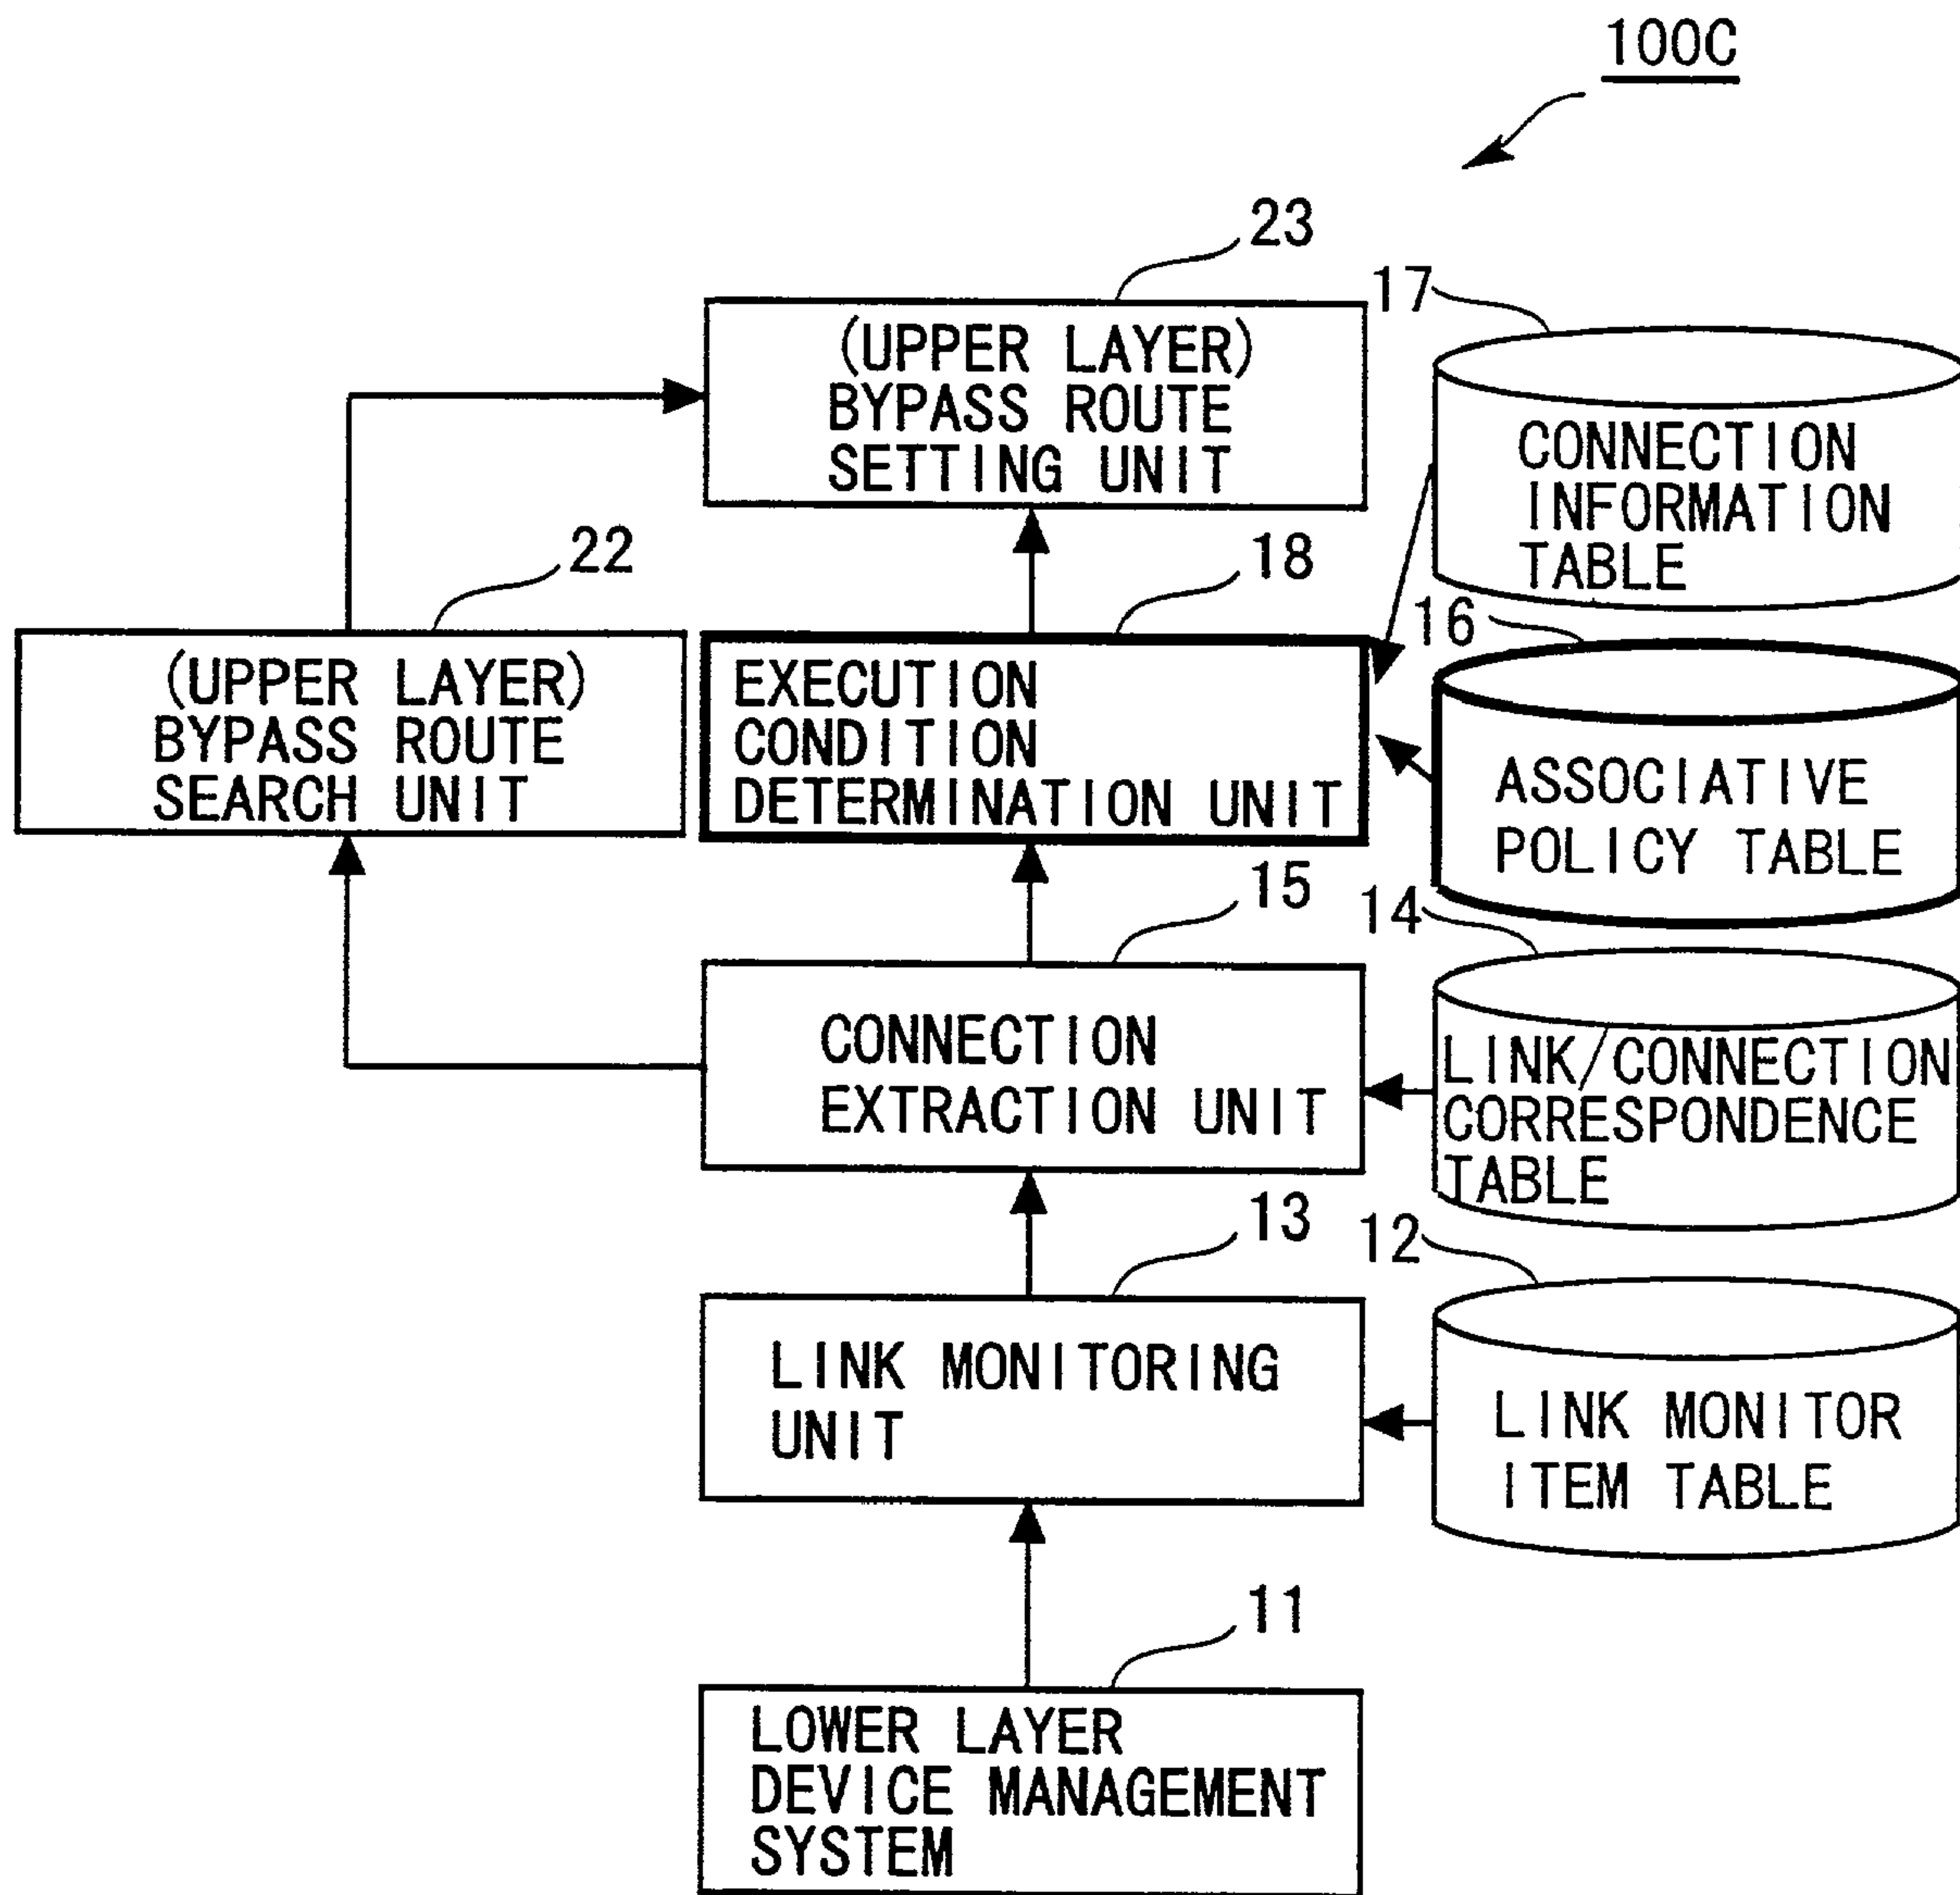 100C
23
(UPPER LAYER)
BYPASS ROUTE
SETTING UNIT
17
CONNECTION
INFORMATION
TABLE
22
(UPPER LAYER)
BYPASS ROUTE
SEARCH UNIT
18
EXECUTION
CONDITION
DETERMINATION UNIT
16
ASSOCIATIVE
POLICY TABLE
15
CONNECTION
EXTRACTION UNIT
14
LINK/CONNECTION
CORRESPONDENCE
TABLE
13
LINK MONITORING
UNIT
12
LINK MONITOR
ITEM TABLE
11
LOWER LAYER
DEVICE MANAGEMENT
SYSTEM